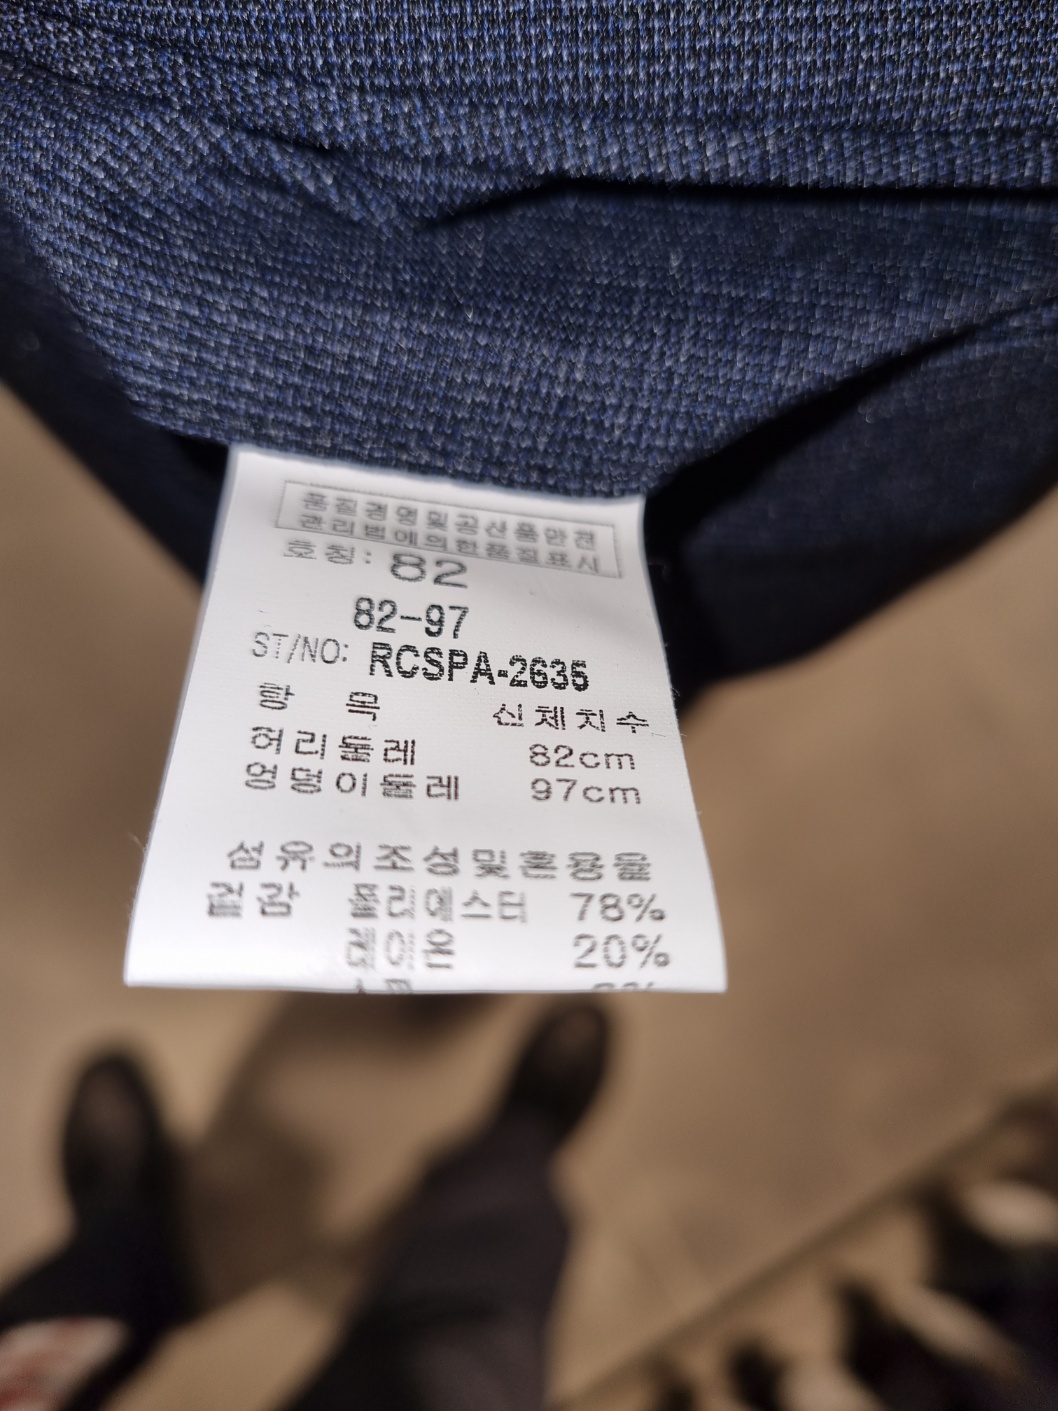 품질경영및공산품안전
관리법에의한품질표시
호칭: 82
82-97
ST/NO: RCSPA-2635
항 목 신체치수
허리둘레 82cm
엉덩이둘레 97cm
섬유의조성및혼용율
겉감 폴리에스터 78%
레이온 20%